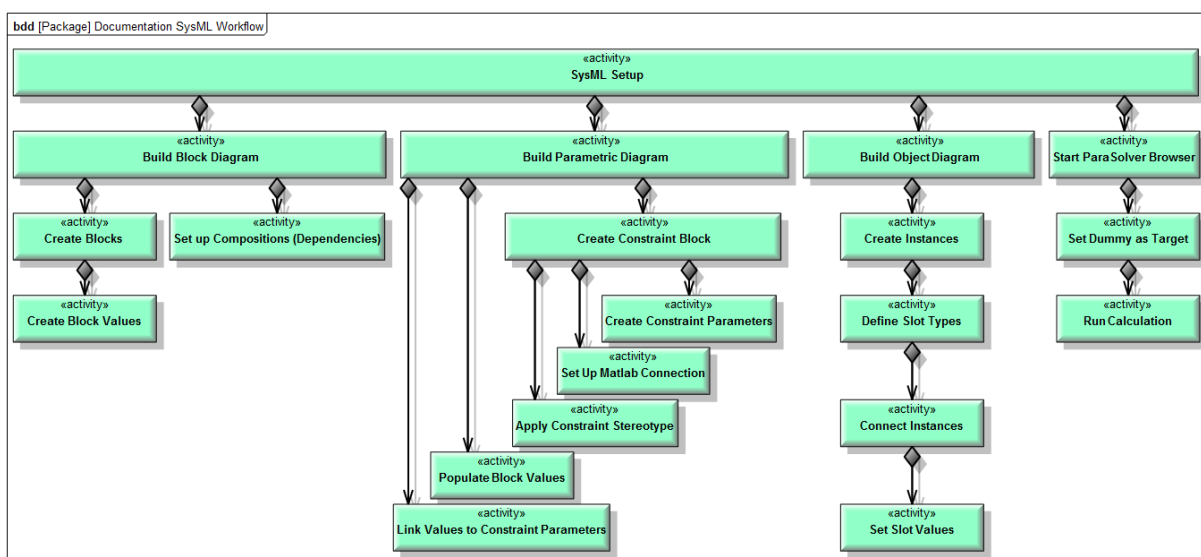 bdd [Package] Documentation SysML Workflow
«activity»
SysML Setup
«activity»
Build Block Diagram
«activity»
Build Parametric Diagram
«activity»
Build Object Diagram
«activity»
Start ParaSolver Browser
«activity»
Create Blocks
«activity»
Set up Compositions (Dependencies)
«activity»
Create Constraint Block
«activity»
Create Instances
«activity»
Set Dummy as Target
«activity»
Create Block Values
«activity»
Create Constraint Parameters
«activity»
Define Slot Types
«activity»
Run Calculation
«activity»
Set Up Matlab Connection
«activity»
Apply Constraint Stereotype
«activity»
Connect Instances
«activity»
Populate Block Values
«activity»
Link Values to Constraint Parameters
«activity»
Set Slot Values